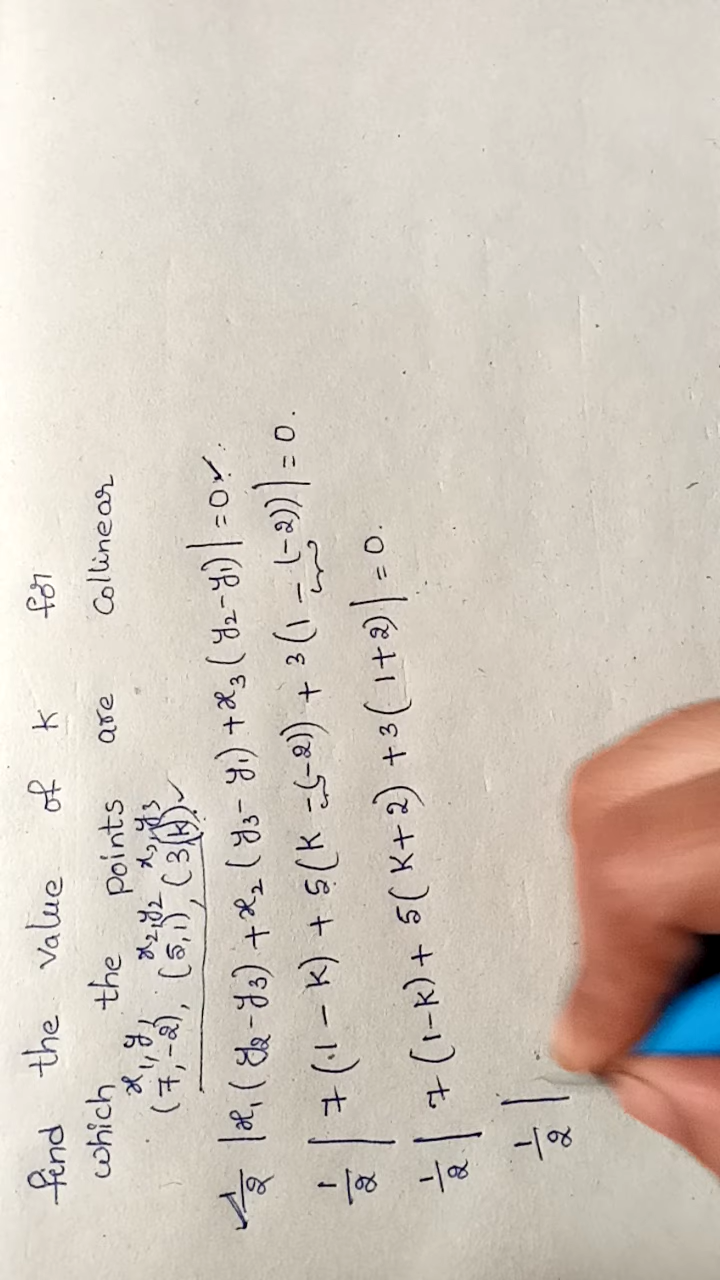 find the value of k for
which the points are collinear
x₁, y₁ x₂, y₂ x₃ y₃
(7, -2), (5, 1), (3, k) ✓
✓ 1/2 |x₁(y₂-y₃) + x₂(y₃-y₁) + x₃(y₂-y₁)| = 0 ✓.
1/2 | 7(1-K) + 5(K-(-2)) + 3(1-(-2))| = 0.
1/2 | 7(1-K) + 5(K+2) + 3(1+2)| = 0.
1/2 |